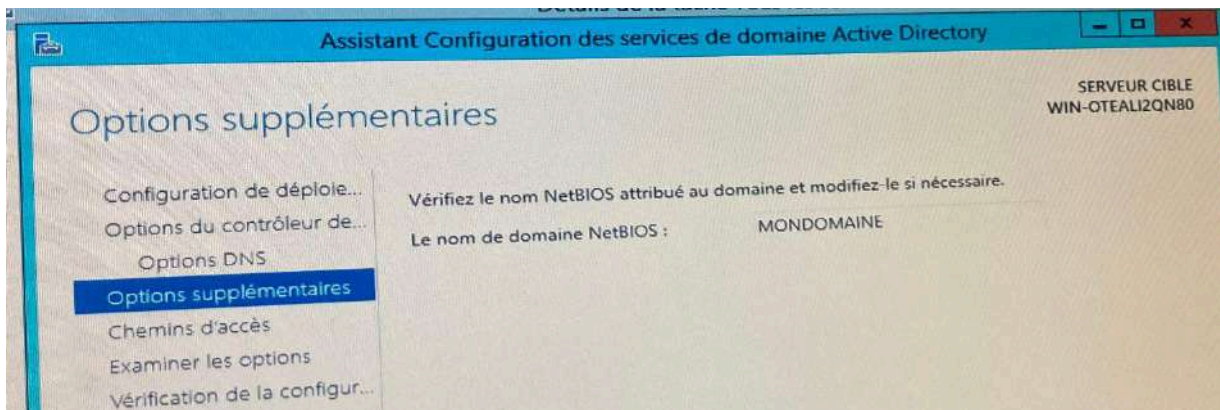 Assistant Configuration des services de domaine Active Directory
SERVEUR CIBLE
WIN-OTEALI2QN80
Options supplémentaires
Configuration de déploie...
Options du contrôleur de...
Options DNS
Options supplémentaires
Chemins d'accès
Examiner les options
Vérification de la configur...
Vérifiez le nom NetBIOS attribué au domaine et modifiez-le si nécessaire.
Le nom de domaine NetBIOS : MONDOMAINE